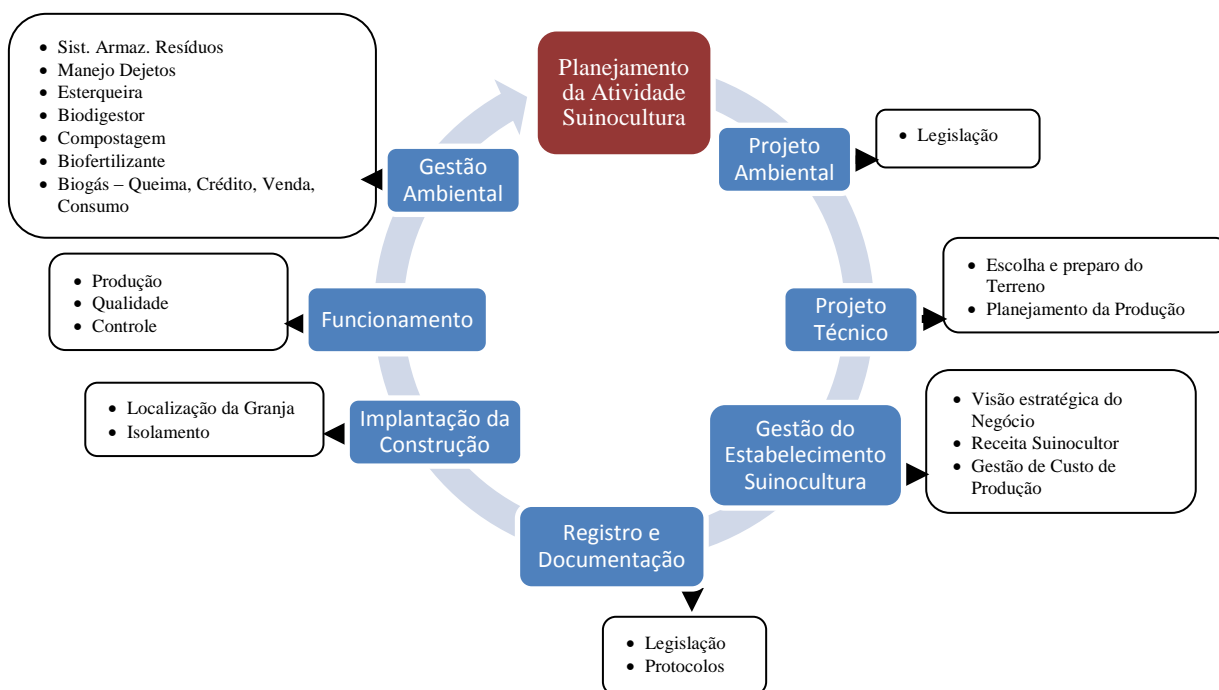 Planejamento
da Atividade
Suinocultura
Projeto
Ambiental
• Legislação
Projeto
Técnico
• Escolha e preparo do
Terreno
• Planejamento da Produção
Gestão do
Estabelecimento
Suinocultura
• Visão estratégica do
Negócio
• Receita Suinocultor
• Gestão de Custo de
Produção
Registro e
Documentação
• Legislação
• Protocolos
Implantação da
Construção
• Localização da Granja
• Isolamento
Funcionamento
• Produção
• Qualidade
• Controle
Gestão
Ambiental
• Sist. Armaz. Resíduos
• Manejo Dejetos
• Esterqueira
• Biodigestor
• Compostagem
• Biofertilizante
• Biogás – Queima, Crédito, Venda,
Consumo